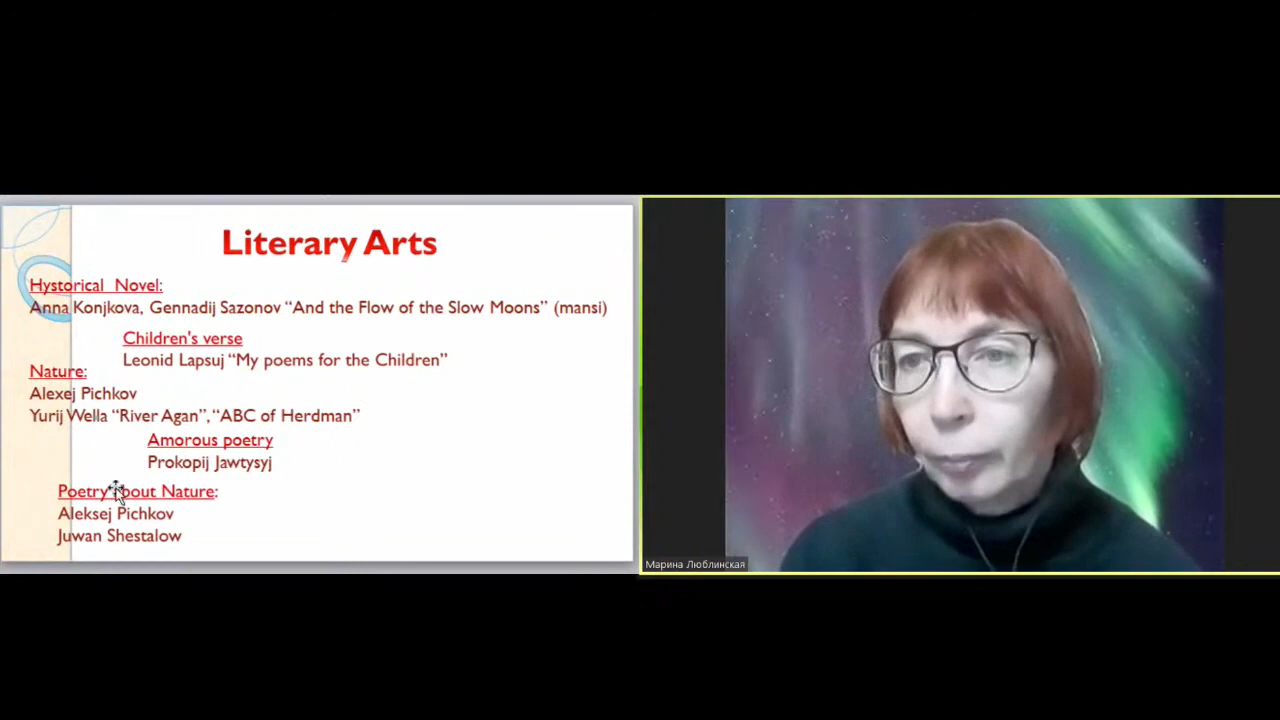 Literary Arts
Hystorical Novel:
Anna Konjkova, Gennadij Sazonov “And the Flow of the Slow Moons” (mansi)
Children's verse
Leonid Lapsuj “My poems for the Children”
Nature:
Alexej Pichkov
Yurij Wella “River Agan”, “ABC of Herdman”
Amorous poetry
Prokopij Jawtysyj
Poetry about Nature:
Aleksej Pichkov
Juwan Shestalow
Марина Люблинская